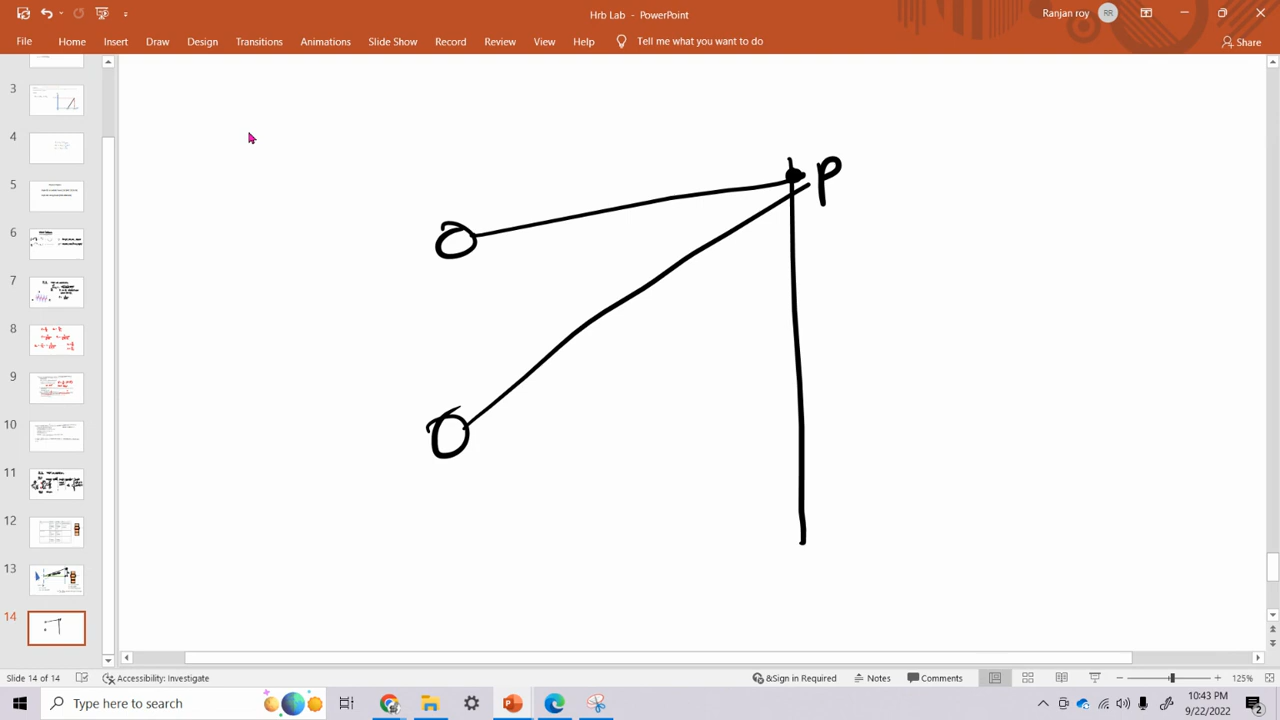 Hrb Lab - PowerPoint
Ranjan roy
RR
File Home Insert Draw Design Transitions Animations Slide Show Record Review View Help Tell me what you want to do
Share
3
4
5
7
8
9
10
11
12
13
14
P
Slide 14 of 14
Accessibility: Investigate
&Sign in Required
Notes
Comments
125%
Type here to search
10:43 PM
9/22/2022
2